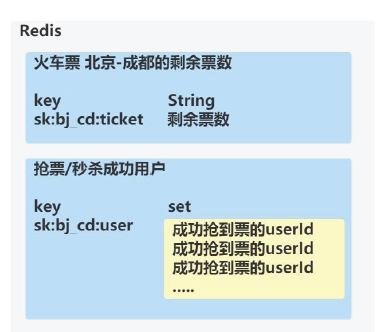 Redis
火车票 北京-成都的剩余票数
key String
sk:bj_cd:ticket 剩余票数
抢票/秒杀成功用户
key set
sk:bj_cd:user 成功抢到票的userId
成功抢到票的userId
成功抢到票的userId
.....